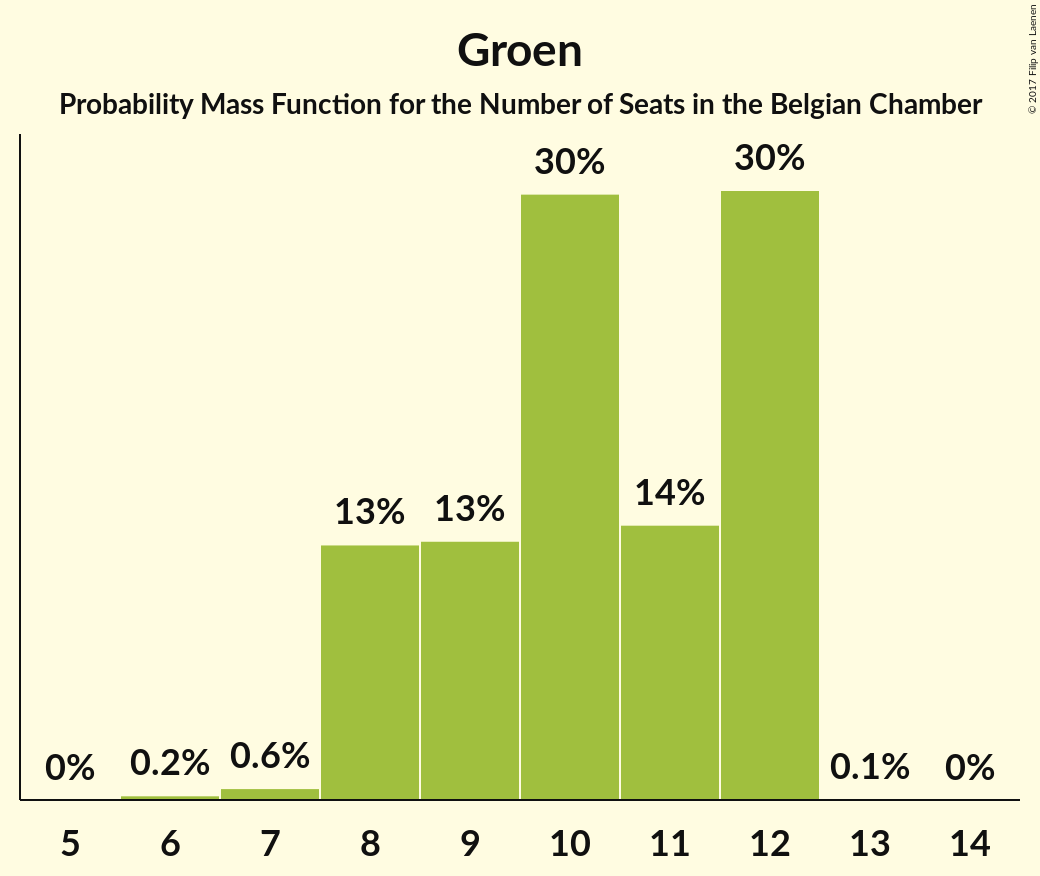 Groen
Probability Mass Function for the Number of Seats in the Belgian Chamber
© 2017 Filip van Laenen
0% 0.2% 0.6% 13% 13% 30% 14% 30% 0.1% 0%
5 6 7 8 9 10 11 12 13 14